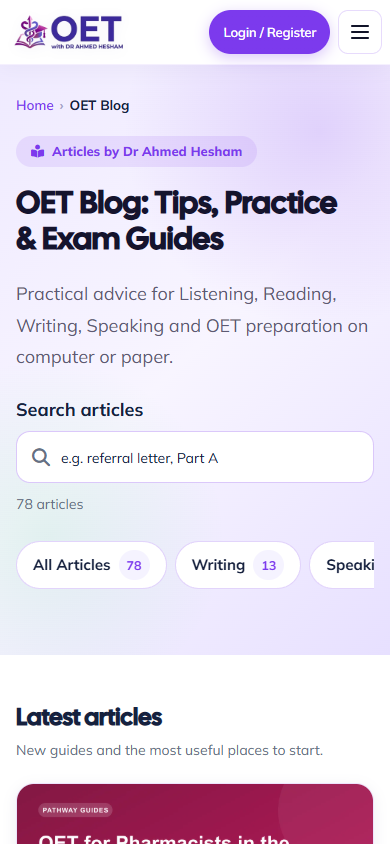 OET
with DR AHMED HESHAM
Login / Register
Home › OET Blog
Articles by Dr Ahmed Hesham
OET Blog: Tips, Practice
& Exam Guides
Practical advice for Listening, Reading,
Writing, Speaking and OET preparation on
computer or paper.
Search articles
e.g. referral letter, Part A
78 articles
All Articles 78
Writing 13
Speaki
Latest articles
New guides and the most useful places to start.
PATHWAY GUIDES
OET for Pharmacists in the